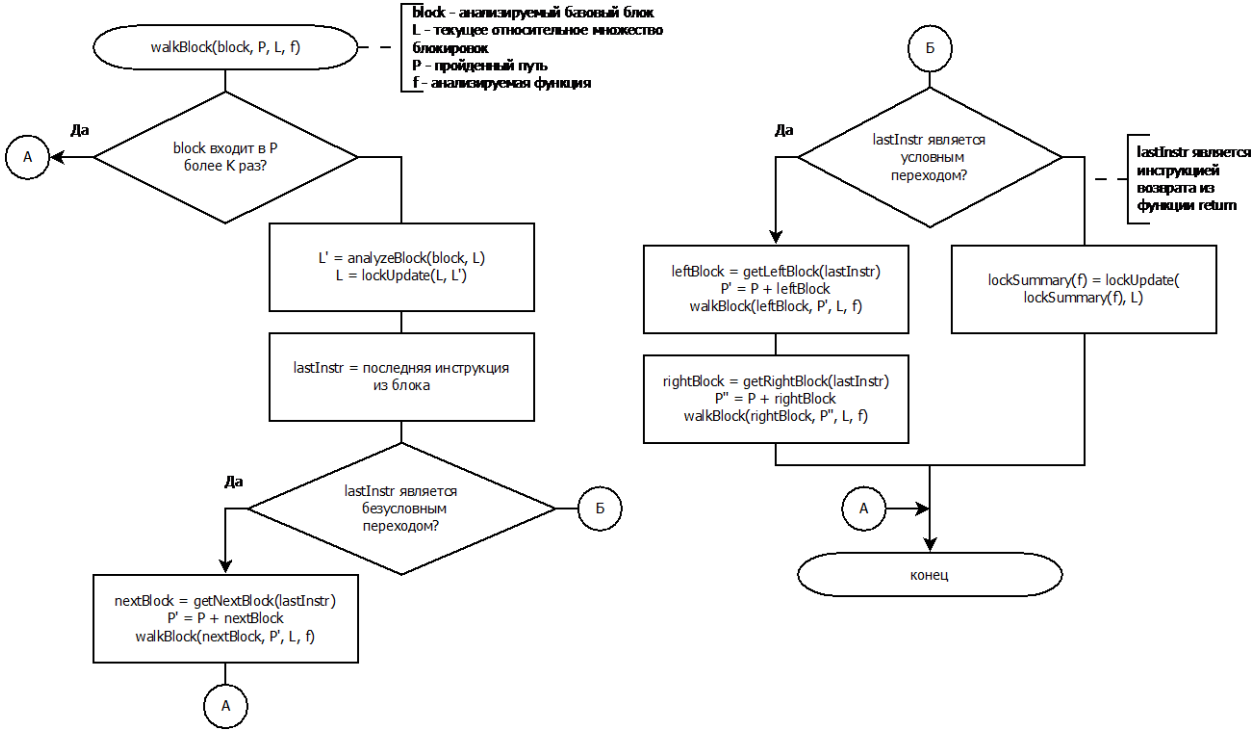 walkBlock(block, P, L, f)
block – анализируемый базовый блок
L – текущее относительное множество
блокировок
P – пройденный путь
f – анализируемая функция
Да
А
block входит в P
более K раз?
L' = analyzeBlock(block, L)
L = lockUpdate(L, L')
lastInstr = последняя инструкция
из блока
Да
lastInstr является
безусловным
переходом?
Б
nextBlock = getNextBlock(lastInstr)
P' = P + nextBlock
walkBlock(nextBlock, P', L, f)
А
Б
Да
lastInstr является
условным
переходом?
lastInstr является
инструкцией
возврата из
функции return
leftBlock = getLeftBlock(lastInstr)
P' = P + leftBlock
walkBlock(leftBlock, P', L, f)
lockSummary(f) = lockUpdate(
lockSummary(f), L)
rightBlock = getRightBlock(lastInstr)
P'' = P + rightBlock
walkBlock(rightBlock, P'', L, f)
А
конец